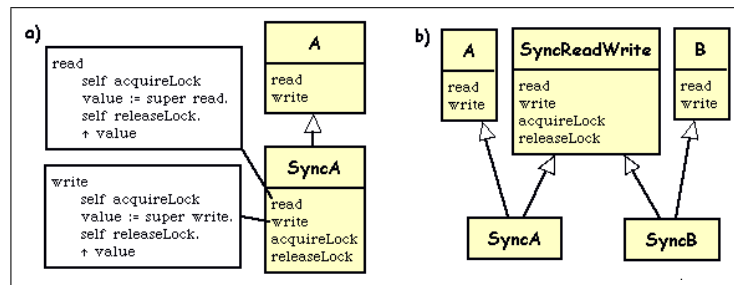 a)
read
self acquireLock
value := super read.
self releaseLock.
↑ value
write
self acquireLock
value := super write.
self releaseLock.
↑ value
A
read
write
SyncA
read
write
acquireLock
releaseLock
b)
A
read
write
SyncReadWrite
read
write
acquireLock
releaseLock
B
read
write
SyncA
SyncB